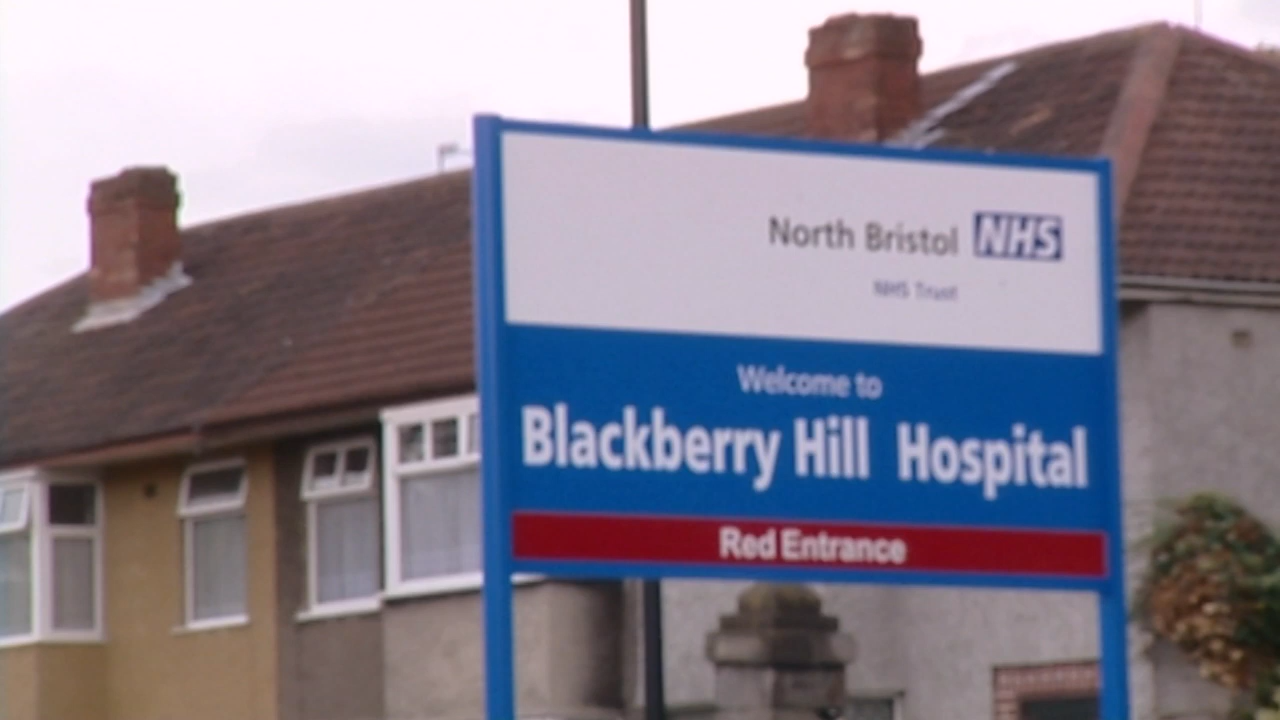 North Bristol NHS
NHS Trust
Welcome to
Blackberry Hill Hospital
Red Entrance